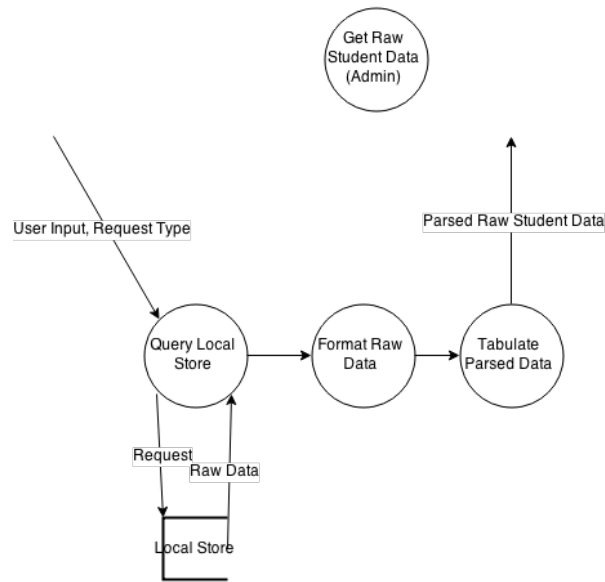 Get Raw
Student Data
(Admin)
User Input, Request Type
Parsed Raw Student Data
Query Local
Store
Format Raw
Data
Tabulate
Parsed Data
Request
Raw Data
Local Store